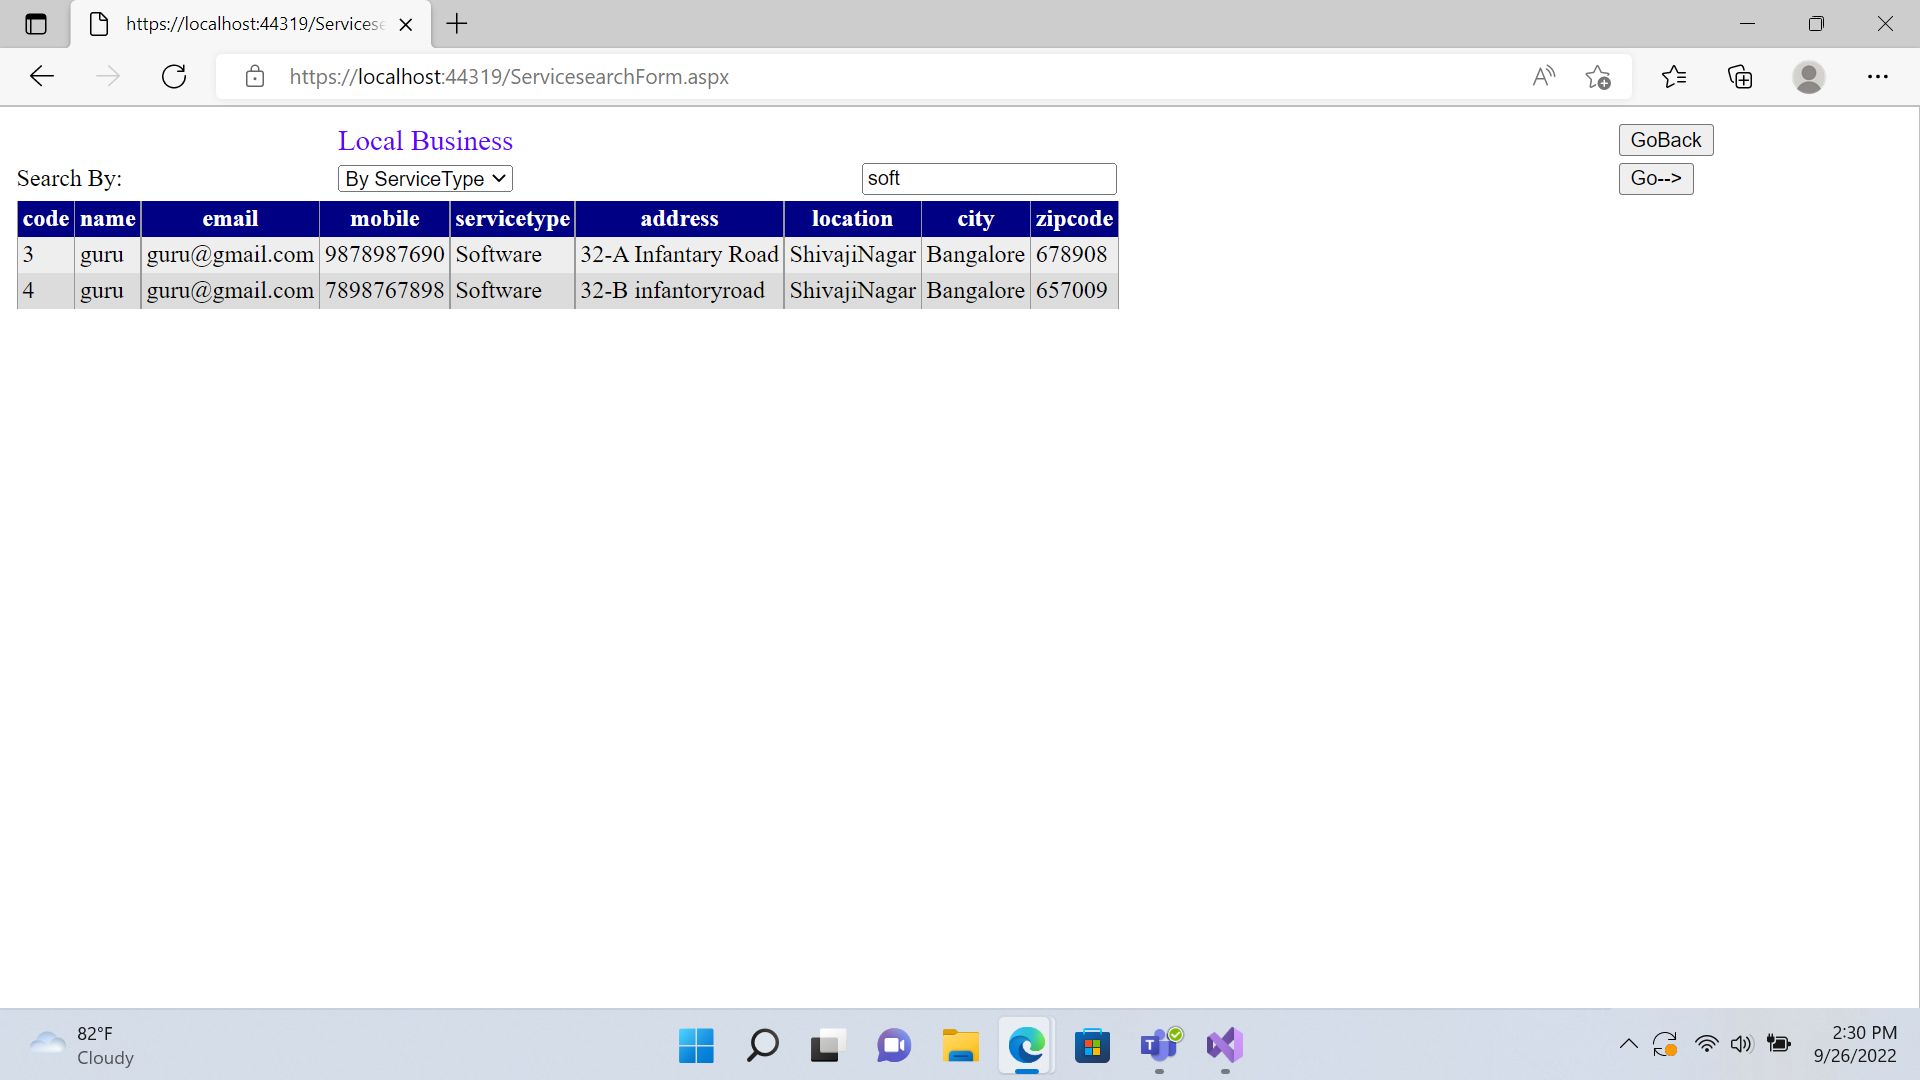 https://localhost:44319/Servicese
https://localhost:44319/ServicesearchForm.aspx
Local Business GoBack
Search By: By ServiceType soft Go-->
code name email mobile servicetype address location city zipcode
3 guru guru@gmail.com 9878987690 Software 32-A Infantary Road ShivajiNagar Bangalore 678908
4 guru guru@gmail.com 7898767898 Software 32-B infantoryroad ShivajiNagar Bangalore 657009
82°F
Cloudy
2:30 PM
9/26/2022